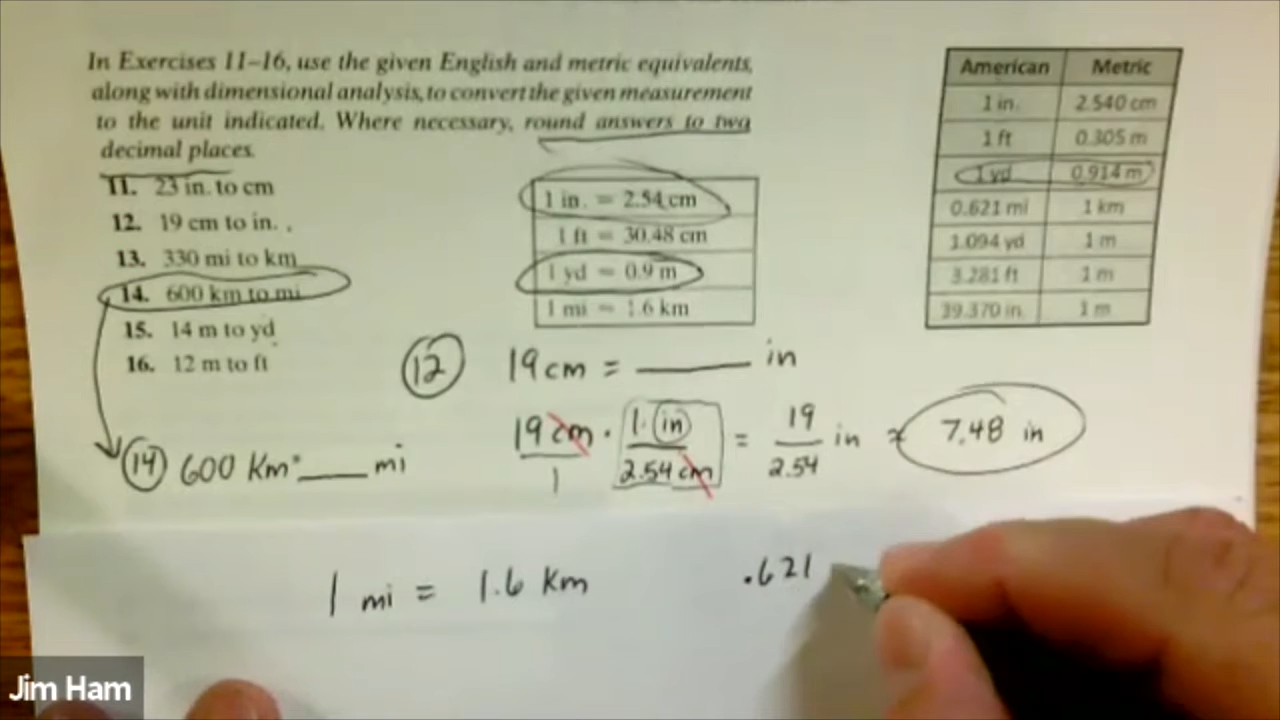 In Exercises 11–16, use the given English and metric equivalents,
along with dimensional analysis, to convert the given measurement
to the unit indicated. Where necessary, round answers to two
decimal places.
11. 23 in. to cm
12. 19 cm to in.
13. 330 mi to km
14. 600 km to mi
15. 14 m to yd
16. 12 m to ft
1 in. = 2.54 cm
1 ft = 30.48 cm
1 yd = 0.9 m
1 mi = 1.6 km
American Metric
1 in. 2.540 cm
1 ft 0.305 m
1 yd 0.914 m
0.621 mi 1 km
1.094 yd 1 m
3.281 ft 1 m
39.370 in. 1 m
12 19 cm = ____ in
19 cm / 1 · 1 in / 2.54 cm = 19 / 2.54 in ≈ 7.48 in
14 600 Km = ____ mi
1 mi = 1.6 Km .621
Jim Ham